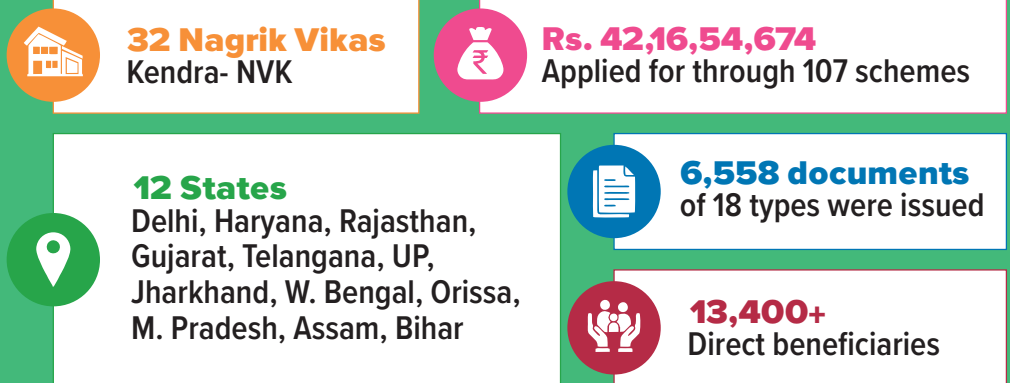 32 Nagrik Vikas
Kendra- NVK
Rs. 42,16,54,674
Applied for through 107 schemes
12 States
Delhi, Haryana, Rajasthan,
Gujarat, Telangana, UP,
Jharkhand, W. Bengal, Orissa,
M. Pradesh, Assam, Bihar
6,558 documents
of 18 types were issued
13,400+
Direct beneficiaries